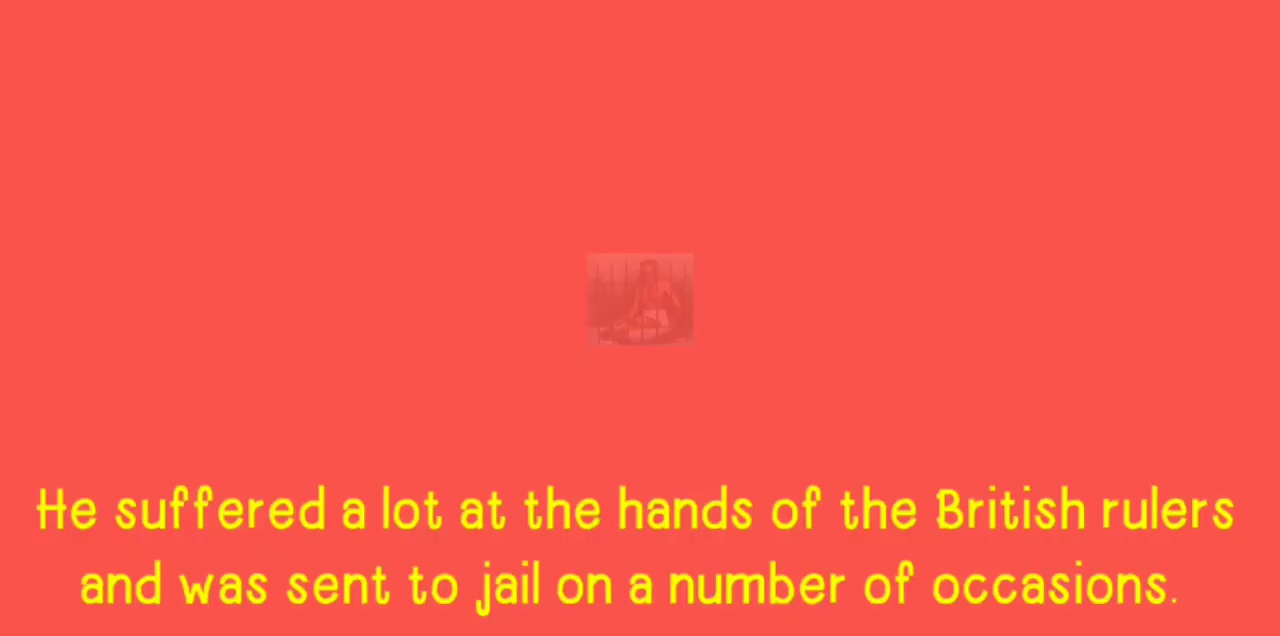 He suffered a lot at the hands of the British rulers
and was sent to jail on a number of occasions.